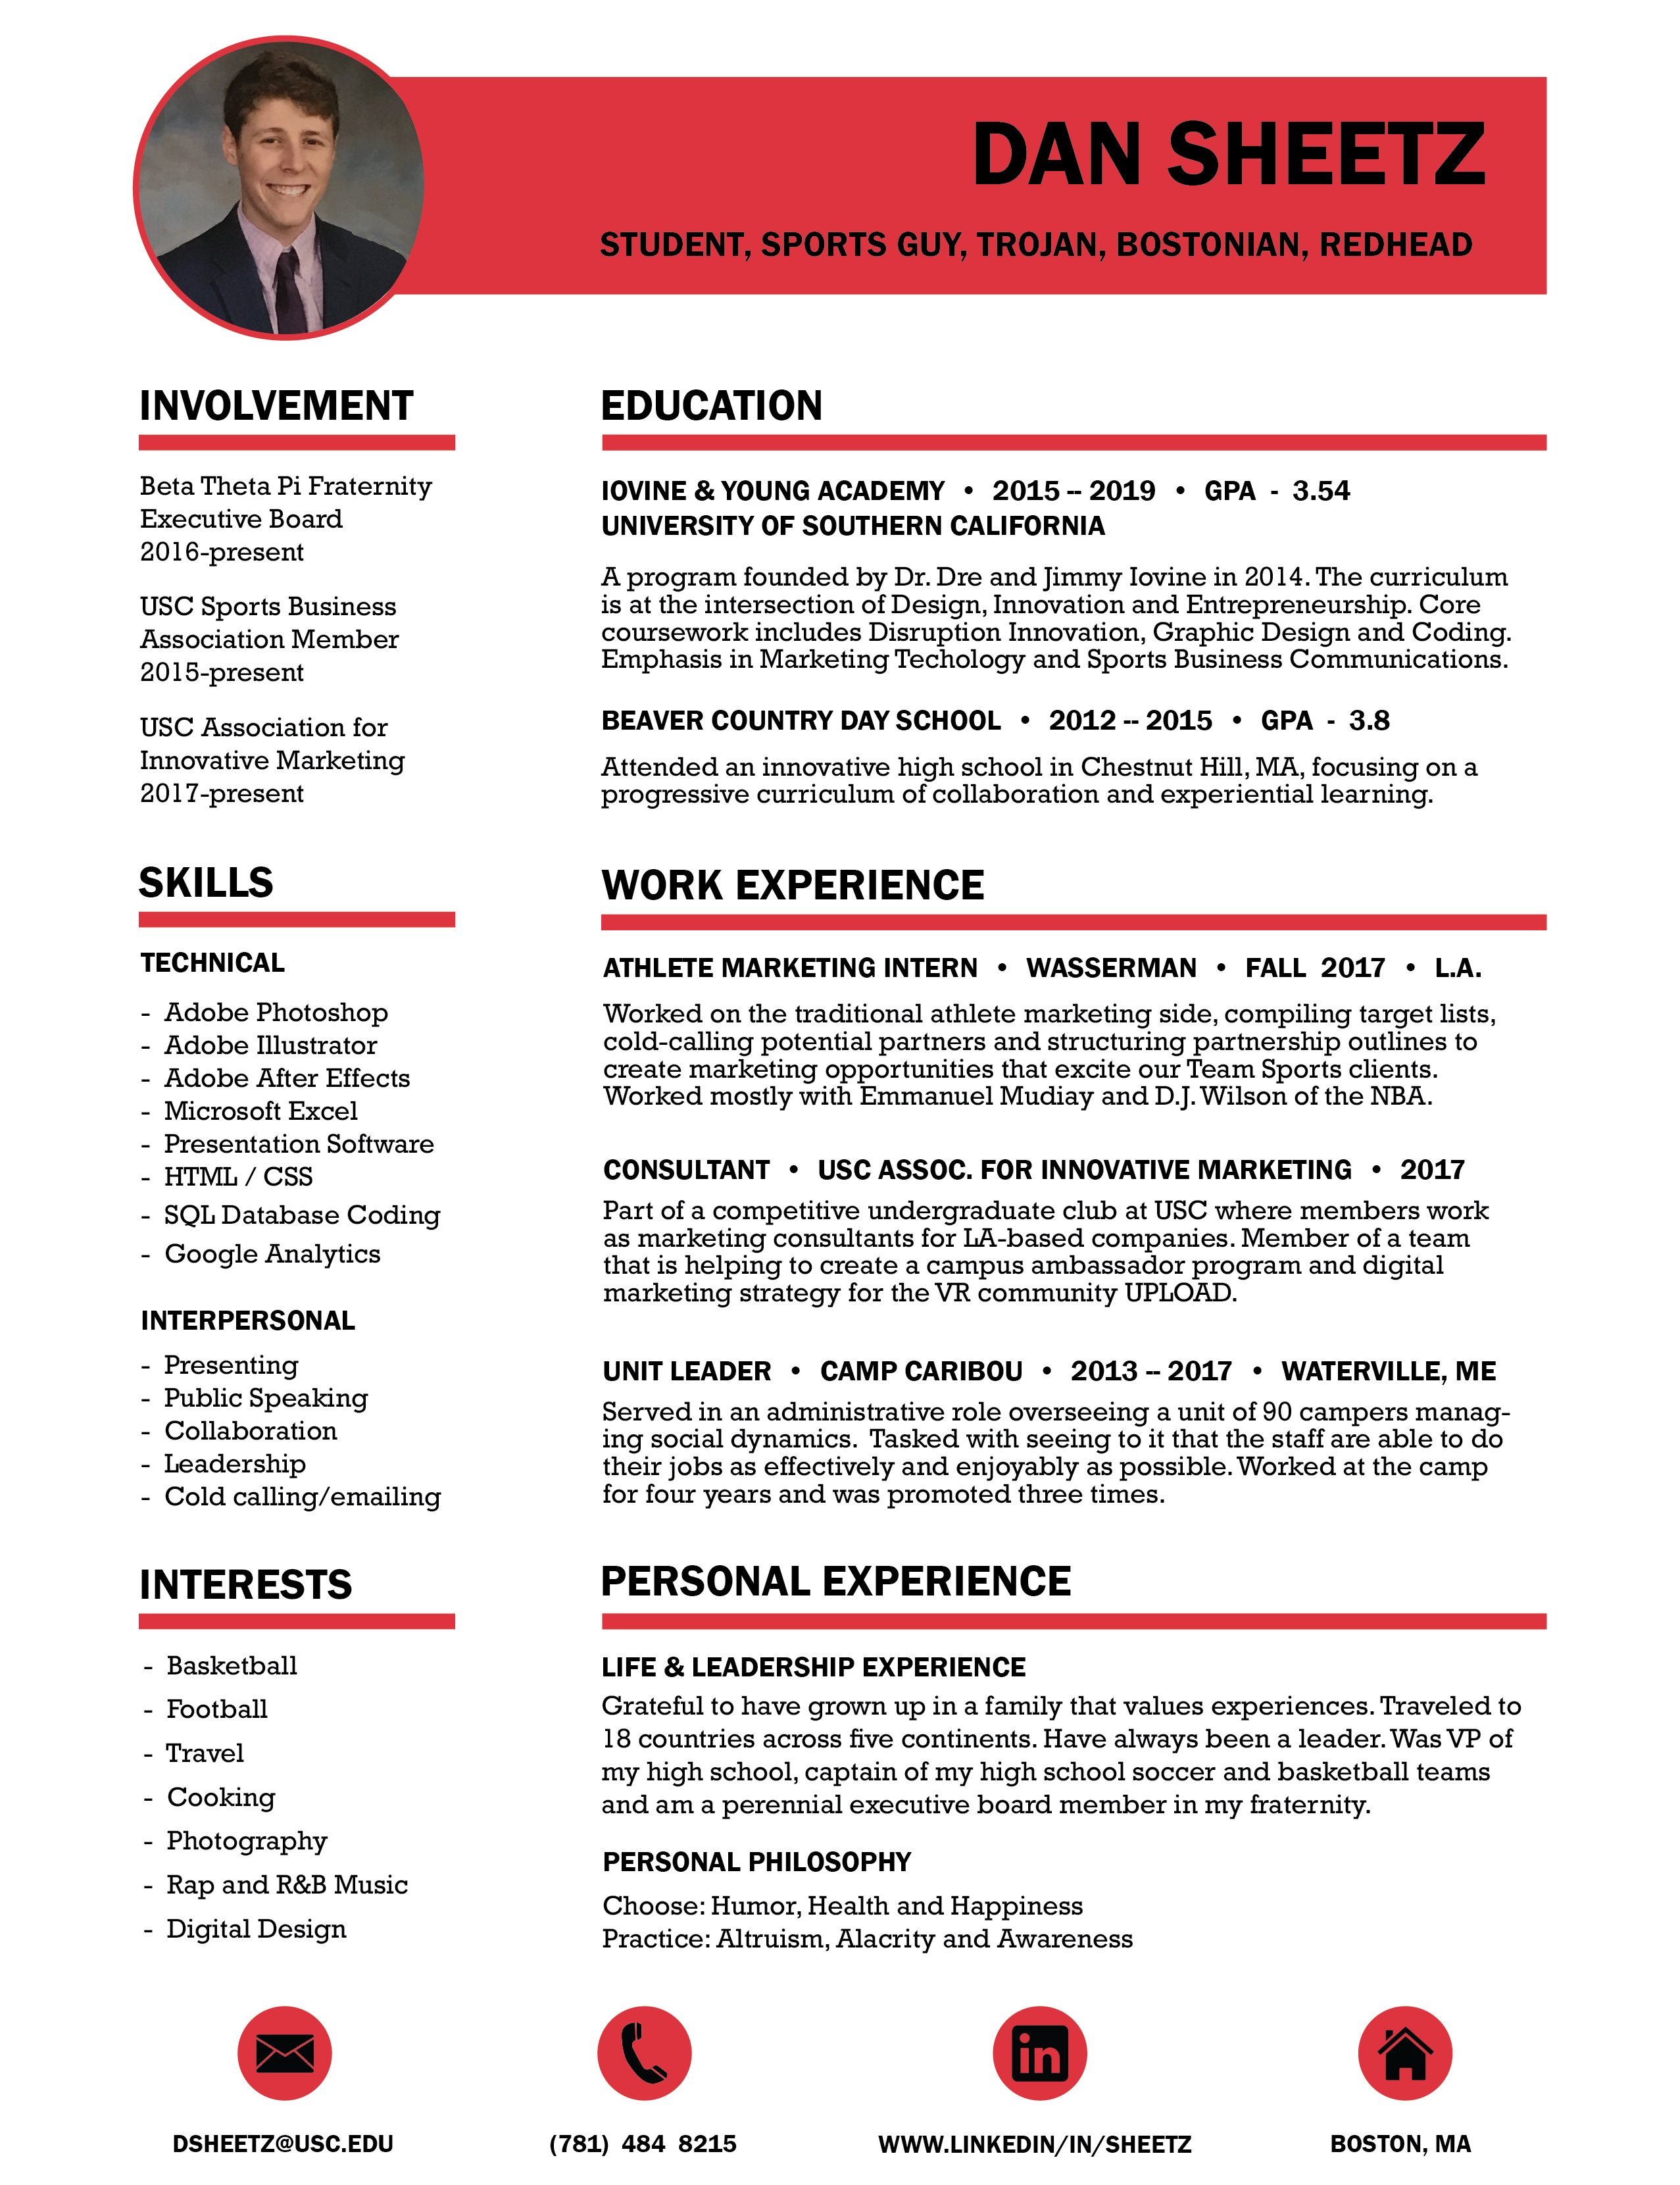 DAN SHEETZ
STUDENT, SPORTS GUY, TROJAN, BOSTONIAN, REDHEAD
INVOLVEMENT
Beta Theta Pi Fraternity
Executive Board
2016-present
USC Sports Business
Association Member
2015-present
USC Association for
Innovative Marketing
2017-present
SKILLS
TECHNICAL
- Adobe Photoshop
- Adobe Illustrator
- Adobe After Effects
- Microsoft Excel
- Presentation Software
- HTML / CSS
- SQL Database Coding
- Google Analytics
INTERPERSONAL
- Presenting
- Public Speaking
- Collaboration
- Leadership
- Cold calling/emailing
INTERESTS
- Basketball
- Football
- Travel
- Cooking
- Photography
- Rap and R&B Music
- Digital Design
EDUCATION
IOVINE & YOUNG ACADEMY • 2015 -- 2019 • GPA - 3.54
UNIVERSITY OF SOUTHERN CALIFORNIA
A program founded by Dr. Dre and Jimmy Iovine in 2014. The curriculum
is at the intersection of Design, Innovation and Entrepreneurship. Core
coursework includes Disruption Innovation, Graphic Design and Coding.
Emphasis in Marketing Techology and Sports Business Communications.
BEAVER COUNTRY DAY SCHOOL • 2012 -- 2015 • GPA - 3.8
Attended an innovative high school in Chestnut Hill, MA, focusing on a
progressive curriculum of collaboration and experiential learning.
WORK EXPERIENCE
ATHLETE MARKETING INTERN • WASSERMAN • FALL 2017 • L.A.
Worked on the traditional athlete marketing side, compiling target lists,
cold-calling potential partners and structuring partnership outlines to
create marketing opportunities that excite our Team Sports clients.
Worked mostly with Emmanuel Mudiay and D.J. Wilson of the NBA.
CONSULTANT • USC ASSOC. FOR INNOVATIVE MARKETING • 2017
Part of a competitive undergraduate club at USC where members work
as marketing consultants for LA-based companies. Member of a team
that is helping to create a campus ambassador program and digital
marketing strategy for the VR community UPLOAD.
UNIT LEADER • CAMP CARIBOU • 2013 -- 2017 • WATERVILLE, ME
Served in an administrative role overseeing a unit of 90 campers manag-
ing social dynamics. Tasked with seeing to it that the staff are able to do
their jobs as effectively and enjoyably as possible. Worked at the camp
for four years and was promoted three times.
PERSONAL EXPERIENCE
LIFE & LEADERSHIP EXPERIENCE
Grateful to have grown up in a family that values experiences. Traveled to
18 countries across five continents. Have always been a leader. Was VP of
my high school, captain of my high school soccer and basketball teams
and am a perennial executive board member in my fraternity.
PERSONAL PHILOSOPHY
Choose: Humor, Health and Happiness
Practice: Altruism, Alacrity and Awareness
in
DSHEETZ@USC.EDU
(781) 484 8215
WWW.LINKEDIN/IN/SHEETZ
BOSTON, MA